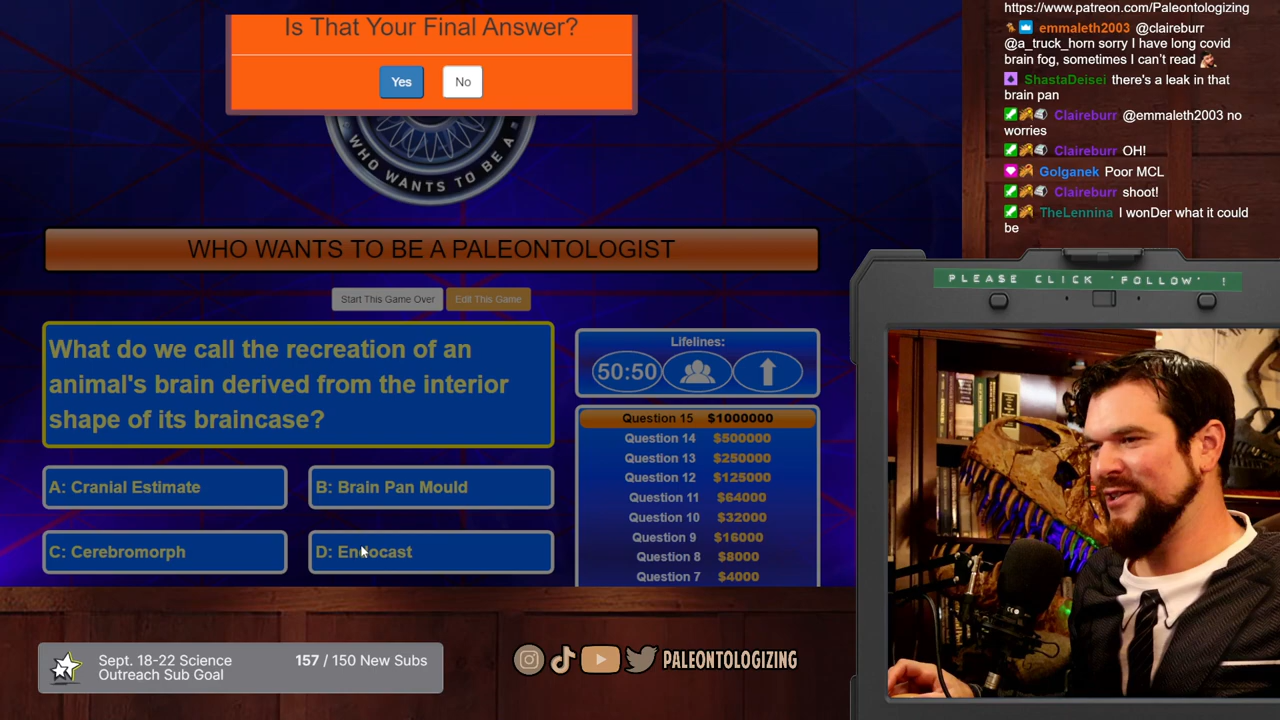 Is That Your Final Answer?
Yes
No
WHO WANTS TO BE A
WHO WANTS TO BE A PALEONTOLOGIST
Start This Game Over
Edit This Game
What do we call the recreation of an
animal's brain derived from the interior
shape of its braincase?
A: Cranial Estimate
B: Brain Pan Mould
C: Cerebromorph
D: Endocast
Lifelines:
50:50
Question 15 $1000000
Question 14 $500000
Question 13 $250000
Question 12 $125000
Question 11 $64000
Question 10 $32000
Question 9 $16000
Question 8 $8000
Question 7 $4000
https://www.patreon.com/Paleontologizing
emmaleth2003 @claireburr
@a_truck_horn sorry I have long covid
brain fog, sometimes I can't read
ShastaDeisei there's a leak in that
brain pan
Claireburr @emmaleth2003 no
worries
Claireburr OH!
Golganek Poor MCL
Claireburr shoot!
TheLennina I wonDer what it could
be
PLEASE CLICK 'FOLLOW' !
Sept. 18-22 Science
Outreach Sub Goal
157 / 150 New Subs
PALEONTOLOGIZING